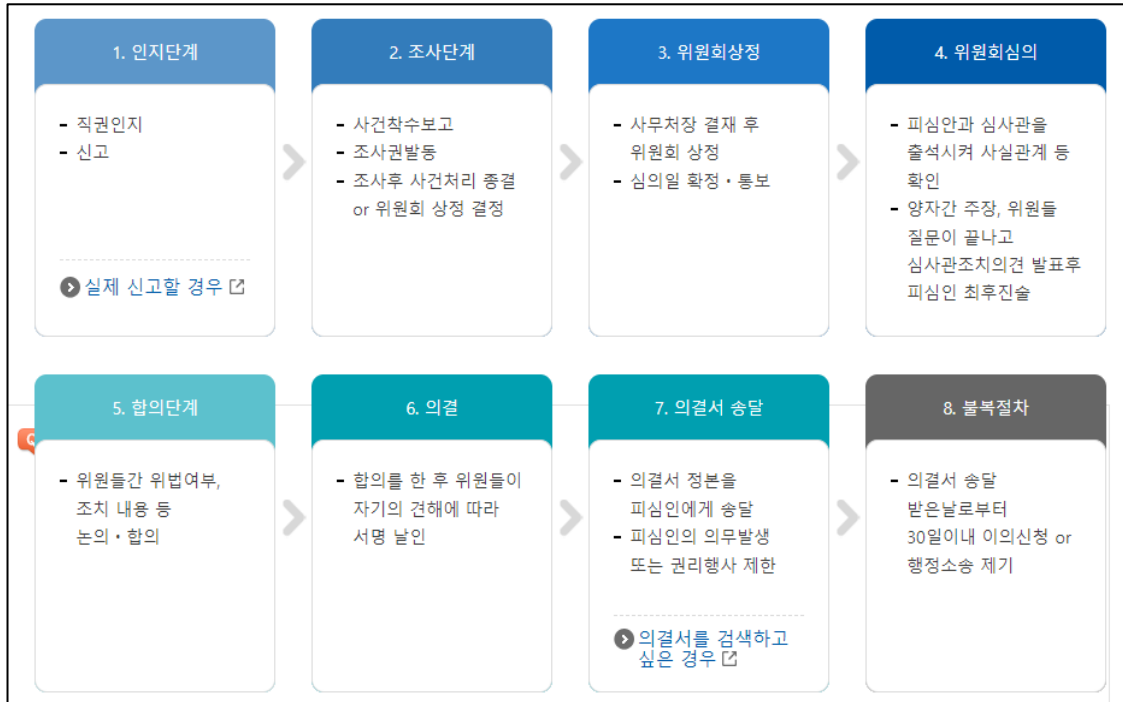 1. 인지단계
- 직권인지
- 신고
실제 신고할 경우
2. 조사단계
- 사건착수보고
- 조사권발동
- 조사후 사건처리 종결
or 위원회 상정 결정
3. 위원회상정
- 사무처장 결재 후
위원회 상정
- 심의일 확정・통보
4. 위원회심의
- 피심안과 심사관을
출석시켜 사실관계 등
확인
- 양자간 주장, 위원들
질문이 끝나고
심사관조치의견 발표후
피심인 최후진술
5. 합의단계
- 위원들간 위법여부,
조치 내용 등
논의・합의
6. 의결
- 합의를 한 후 위원들이
자기의 견해에 따라
서명 날인
7. 의결서 송달
- 의결서 정본을
피심인에게 송달
- 피심인의 의무발생
또는 권리행사 제한
의결서를 검색하고
싶은 경우
8. 불복절차
- 의결서 송달
받은날로부터
30일이내 이의신청 or
행정소송 제기